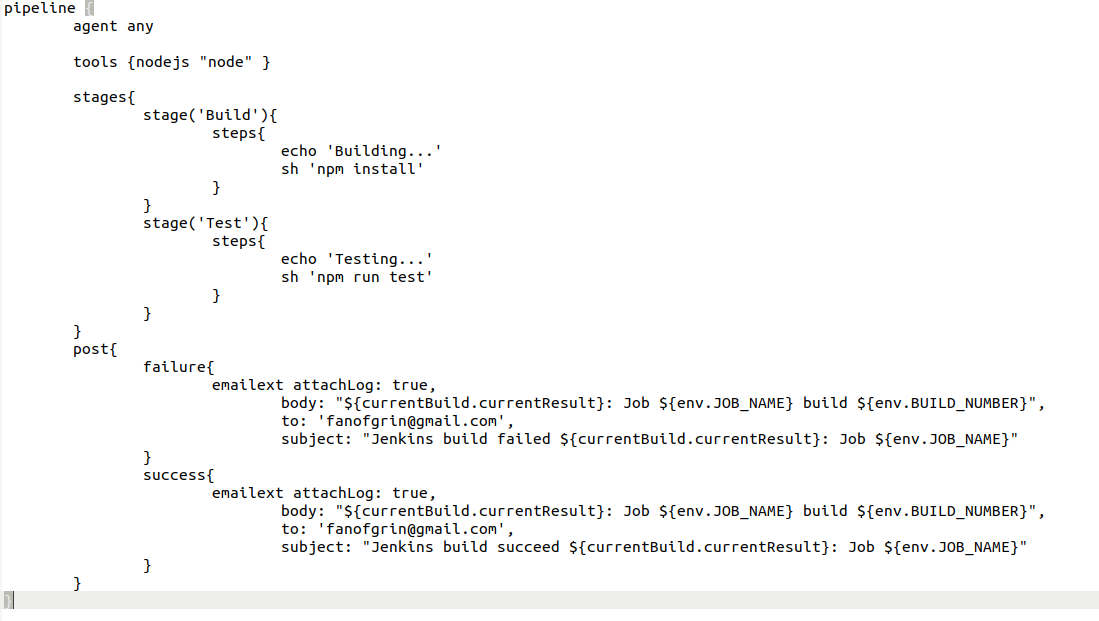 pipeline {
agent any
tools {nodejs "node" }
stages{
stage('Build'){
steps{
echo 'Building...'
sh 'npm install'
}
}
stage('Test'){
steps{
echo 'Testing...'
sh 'npm run test'
}
}
}
post{
failure{
emailext attachLog: true,
body: "${currentBuild.currentResult}: Job ${env.JOB_NAME} build ${env.BUILD_NUMBER}",
to: 'fanofgrin@gmail.com',
subject: "Jenkins build failed ${currentBuild.currentResult}: Job ${env.JOB_NAME}"
}
success{
emailext attachLog: true,
body: "${currentBuild.currentResult}: Job ${env.JOB_NAME} build ${env.BUILD_NUMBER}",
to: 'fanofgrin@gmail.com',
subject: "Jenkins build succeed ${currentBuild.currentResult}: Job ${env.JOB_NAME}"
}
}
}